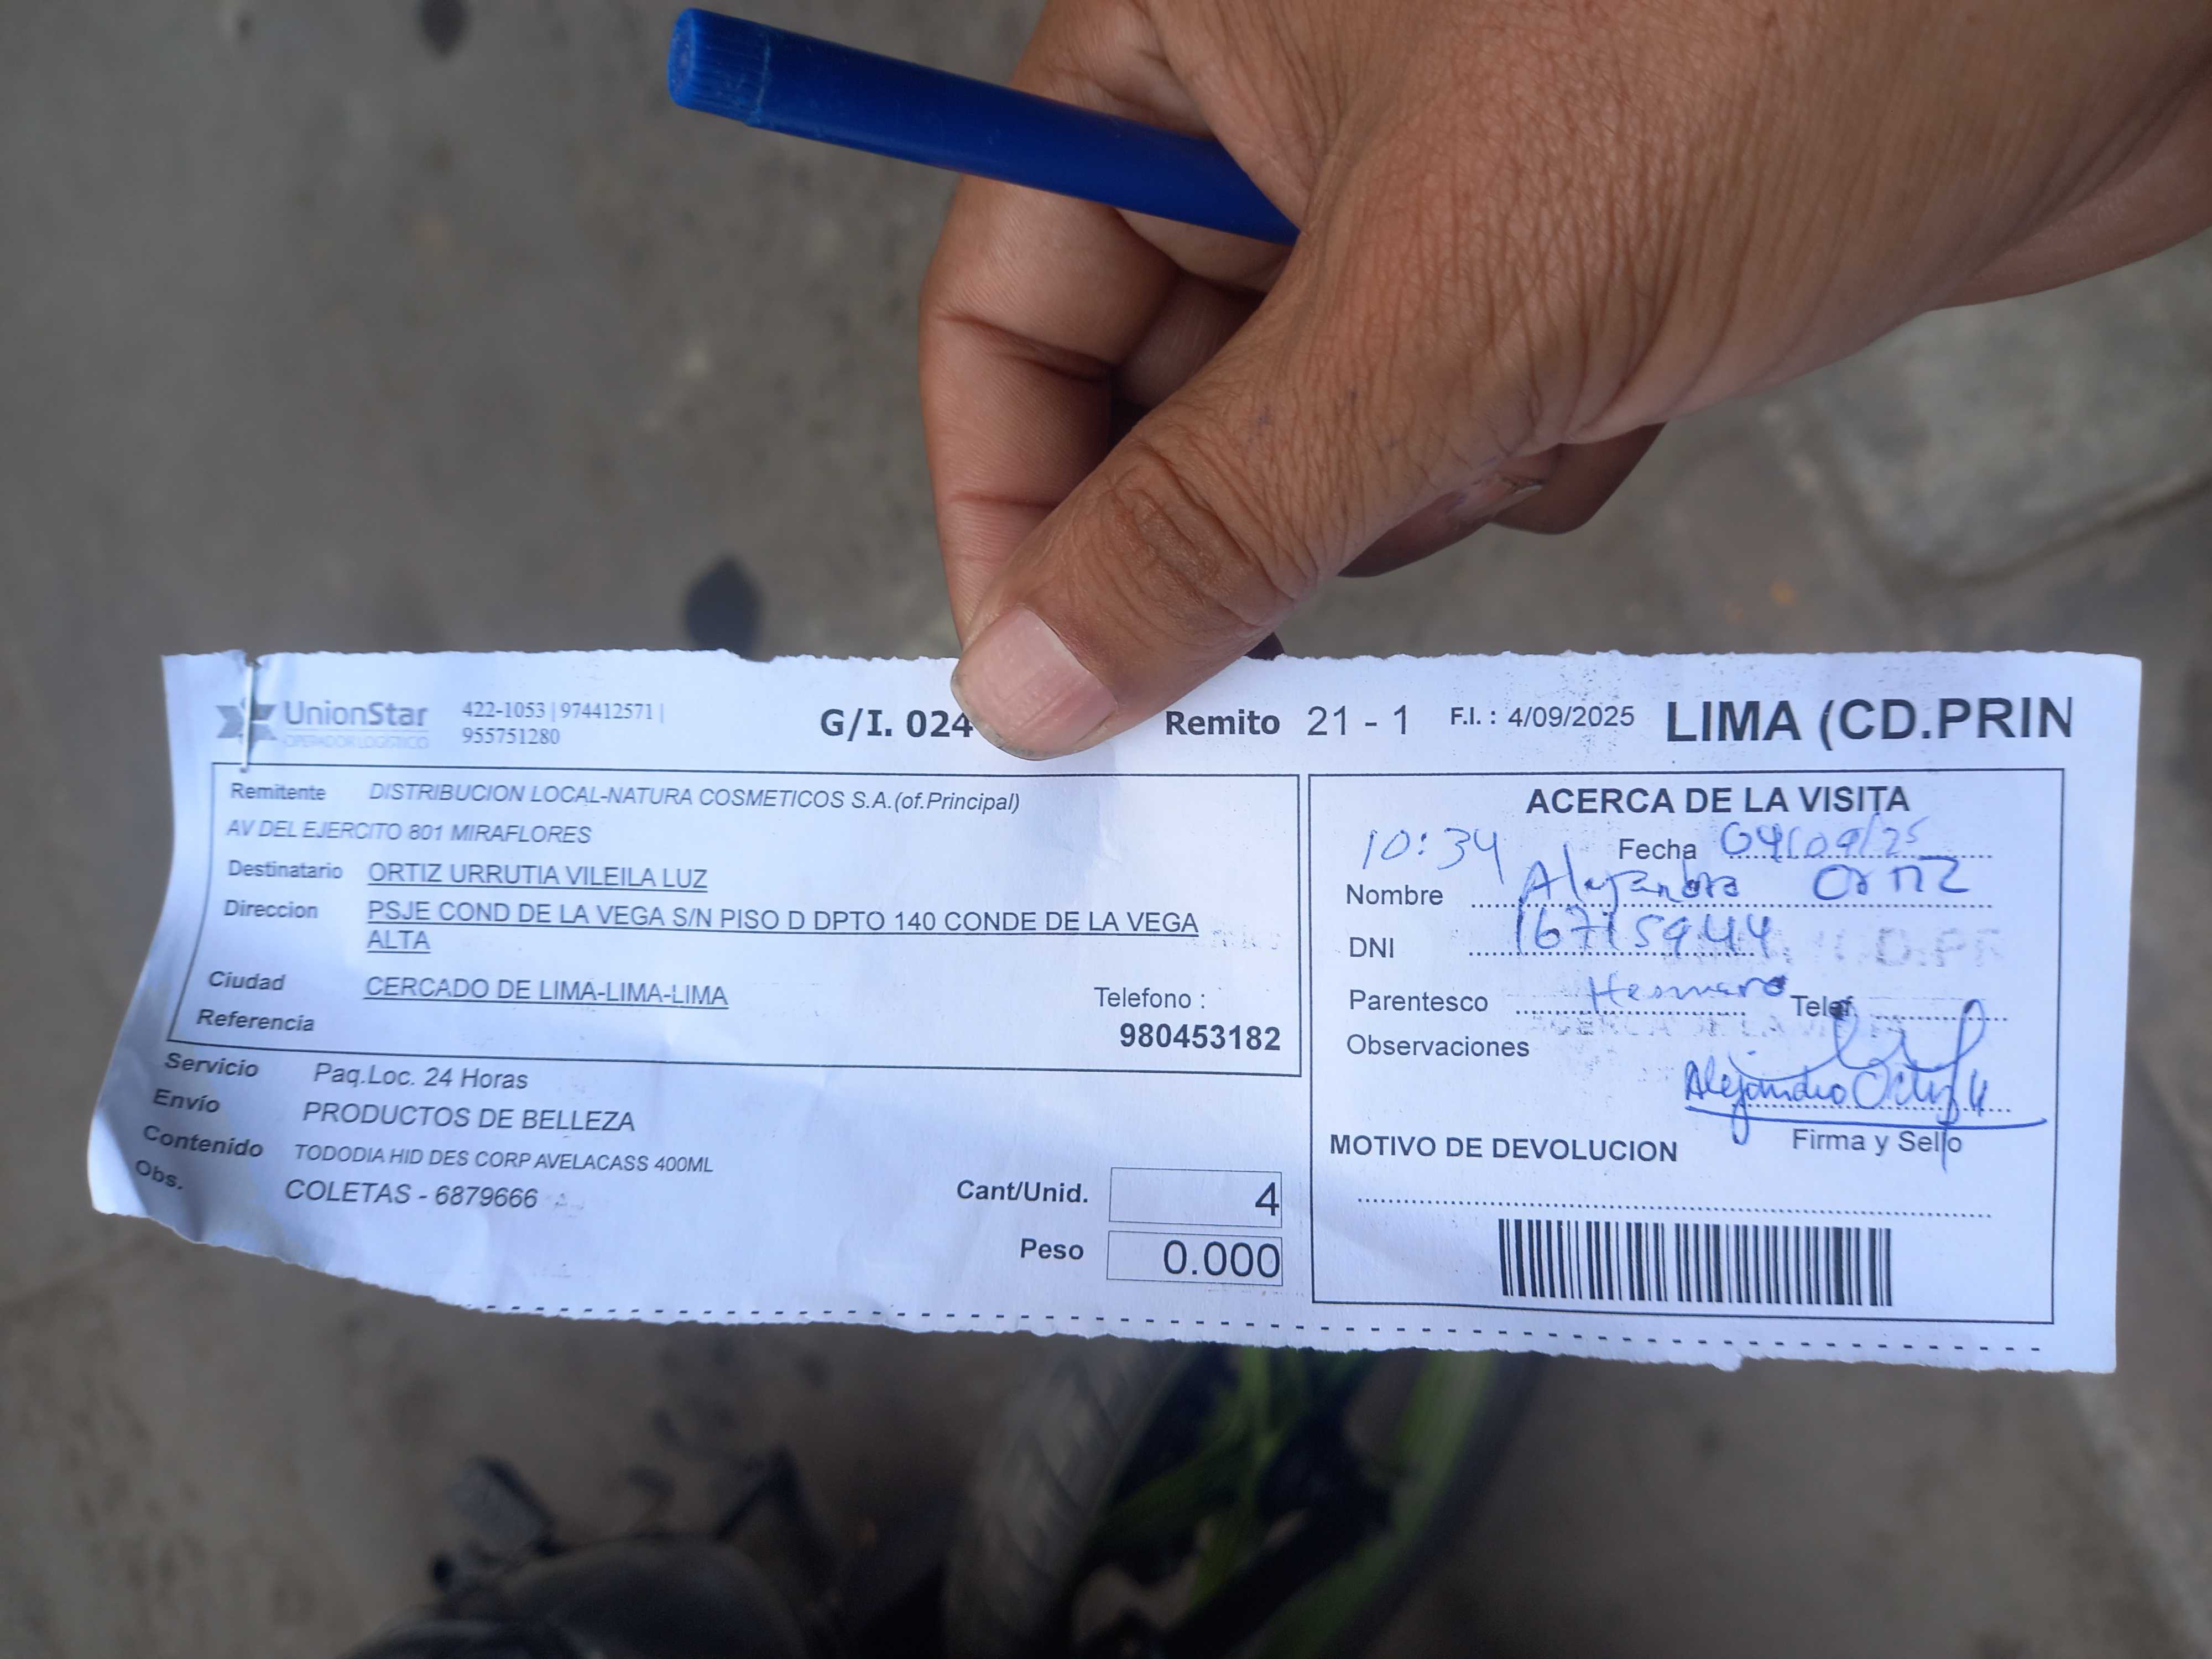 UnionStar
OPERADOR LOGISTICO
422-1053 | 974412571 |
955751280
G/I. 024
Remito 21 - 1
F.I. : 4/09/2025
LIMA (CD.PRIN
Remitente DISTRIBUCION LOCAL-NATURA COSMETICOS S.A.(of.Principal)
AV DEL EJERCITO 801 MIRAFLORES
Destinatario ORTIZ URRUTIA VILEILA LUZ
Direccion PSJE COND DE LA VEGA S/N PISO D DPTO 140 CONDE DE LA VEGA
ALTA
Ciudad CERCADO DE LIMA-LIMA-LIMA
Telefono :
980453182
Referencia
Servicio Paq.Loc. 24 Horas
Envío PRODUCTOS DE BELLEZA
Contenido TODODIA HID DES CORP AVELACASS 400ML
Obs. COLETAS - 6879666
Cant/Unid. 4
Peso 0.000
ACERCA DE LA VISITA
10:34
Fecha 04/09/25
Nombre Alejandro Ortiz
DNI 16715944
Parentesco Hermano Telef.
Observaciones
Alejandro Ortiz U
Firma y Sello
MOTIVO DE DEVOLUCION